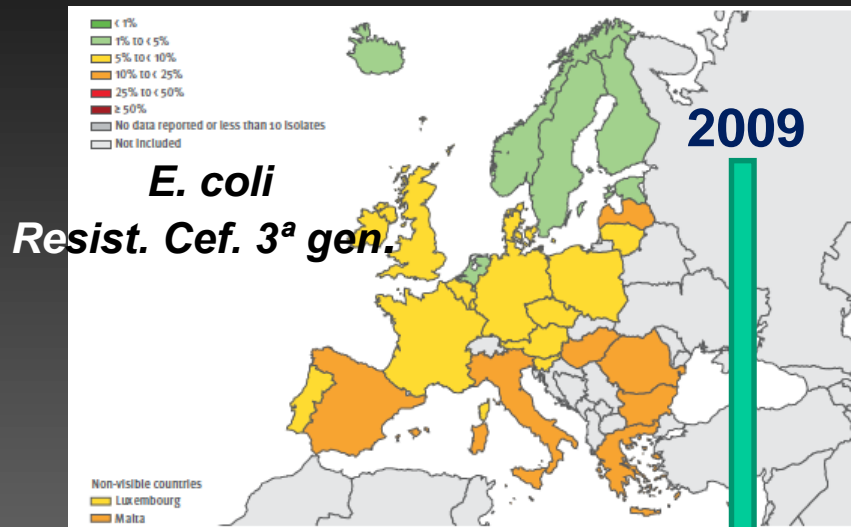 < 1%
1% to < 5%
5% to < 10%
10% to < 25%
25% to < 50%
≥ 50%
No data reported or less than 10 isolates
Not included
2009
E. coli
Resist. Cef. 3ª gen.
Non-visible countries
Luxembourg
Malta